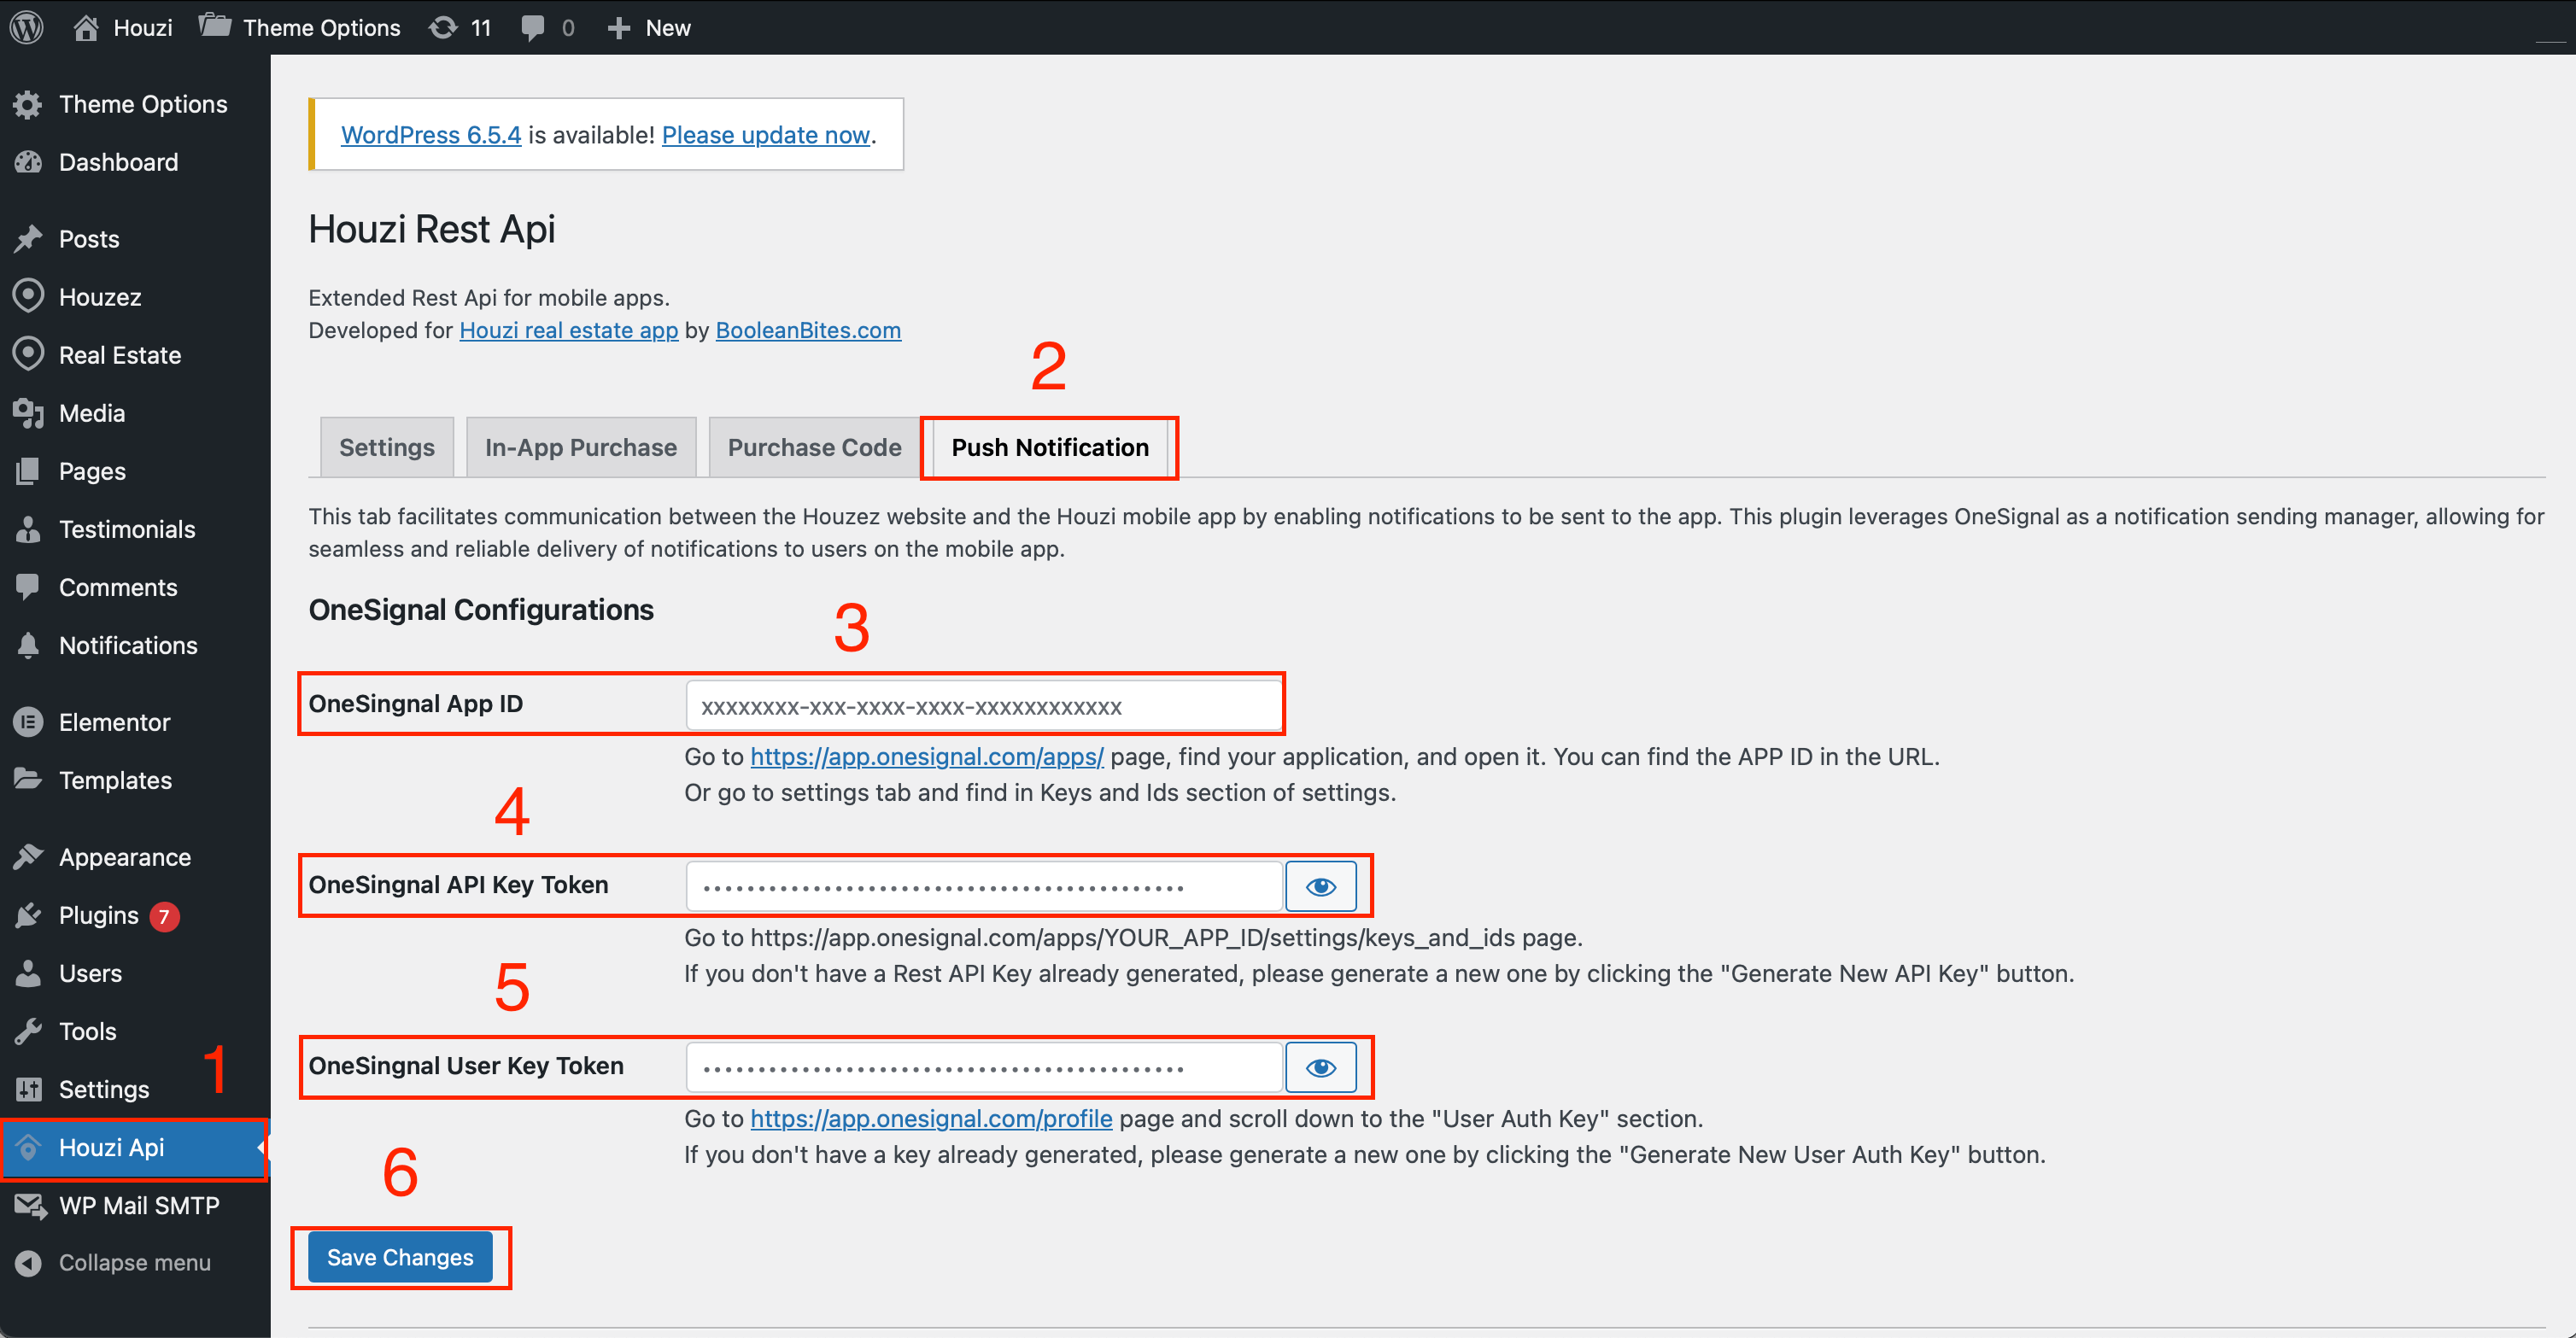 Houzi
Theme Options
11
0
New
Theme Options
Dashboard
Posts
Houzez
Real Estate
Media
Pages
Testimonials
Comments
Notifications
Elementor
Templates
Appearance
Plugins 7
Users
Tools
1
Settings
Houzi Api
WP Mail SMTP
Collapse menu
WordPress 6.5.4 is available! Please update now.
Houzi Rest Api
Extended Rest Api for mobile apps.
Developed for Houzi real estate app by BooleanBites.com
2
Settings
In-App Purchase
Purchase Code
Push Notification
This tab facilitates communication between the Houzez website and the Houzi mobile app by enabling notifications to be sent to the app. This plugin leverages OneSignal as a notification sending manager, allowing for
seamless and reliable delivery of notifications to users on the mobile app.
OneSignal Configurations
3
OneSingnal App ID
xxxxxxxx-xxx-xxxx-xxxx-xxxxxxxxxxxx
Go to https://app.onesignal.com/apps/ page, find your application, and open it. You can find the APP ID in the URL.
Or go to settings tab and find in Keys and Ids section of settings.
4
OneSingnal API Key Token
Go to https://app.onesignal.com/apps/YOUR_APP_ID/settings/keys_and_ids page.
If you don't have a Rest API Key already generated, please generate a new one by clicking the "Generate New API Key" button.
5
OneSingnal User Key Token
Go to https://app.onesignal.com/profile page and scroll down to the "User Auth Key" section.
If you don't have a key already generated, please generate a new one by clicking the "Generate New User Auth Key" button.
6
Save Changes